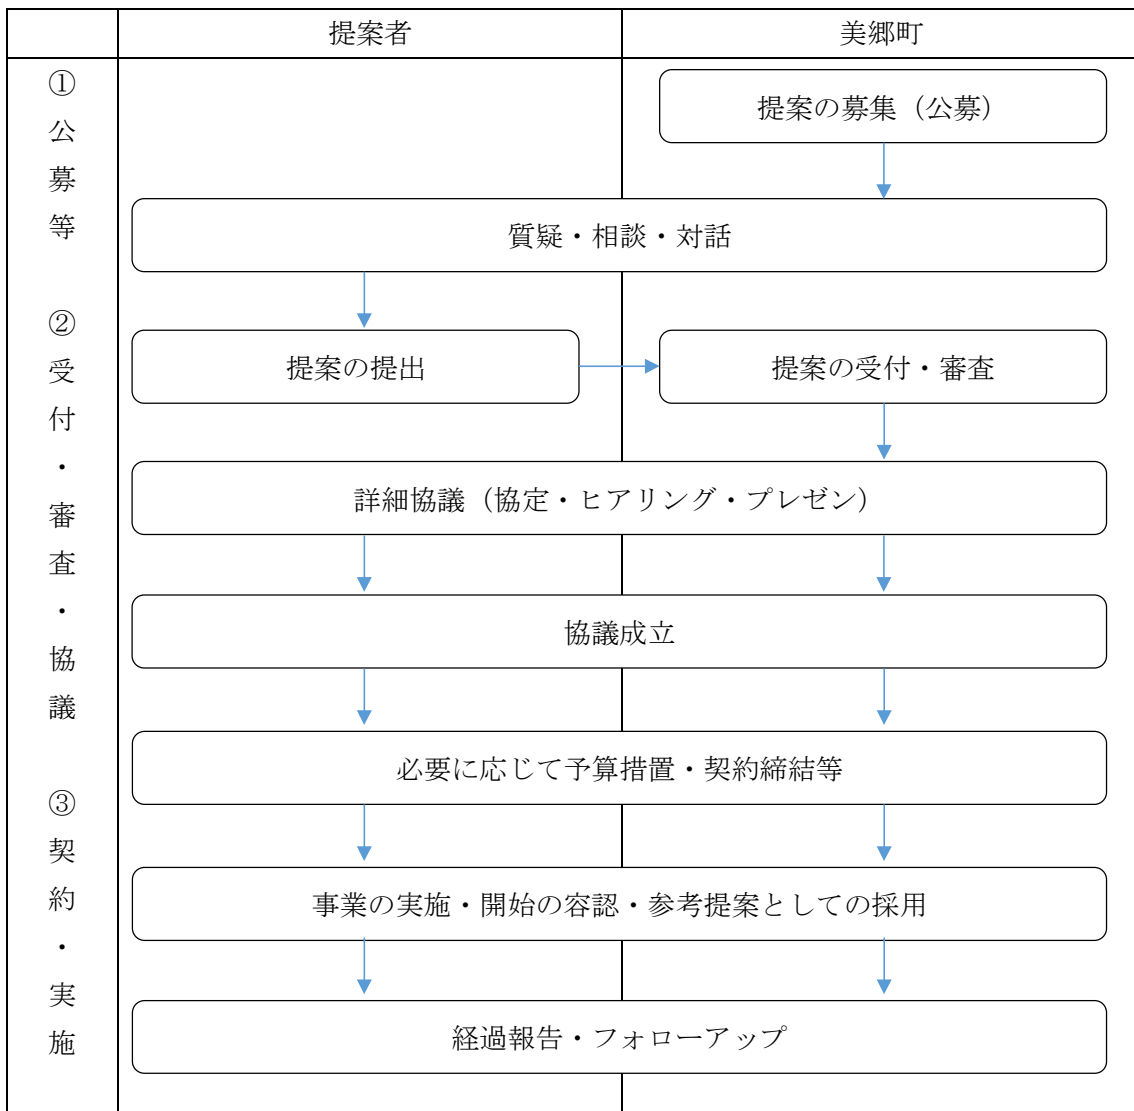 提案者
美郷町
①公募等
提案の募集（公募）
質疑・相談・対話
②受付・審査・協議
提案の提出
提案の受付・審査
詳細協議（協定・ヒアリング・プレゼン）
協議成立
必要に応じて予算措置・契約締結等
③契約・実施
事業の実施・開始の容認・参考提案としての採用
経過報告・フォローアップ